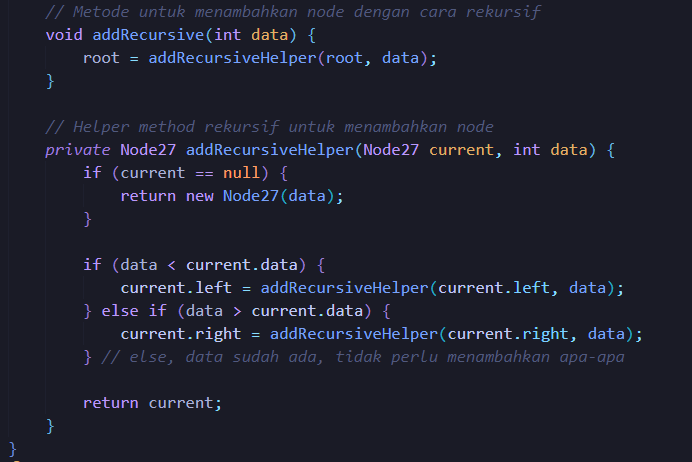 // Metode untuk menambahkan node dengan cara rekursif
void addRecursive(int data) {
    root = addRecursiveHelper(root, data);
}

// Helper method rekursif untuk menambahkan node
private Node27 addRecursiveHelper(Node27 current, int data) {
    if (current == null) {
        return new Node27(data);
    }

    if (data < current.data) {
        current.left = addRecursiveHelper(current.left, data);
    } else if (data > current.data) {
        current.right = addRecursiveHelper(current.right, data);
    } // else, data sudah ada, tidak perlu menambahkan apa-apa

    return current;
}
}